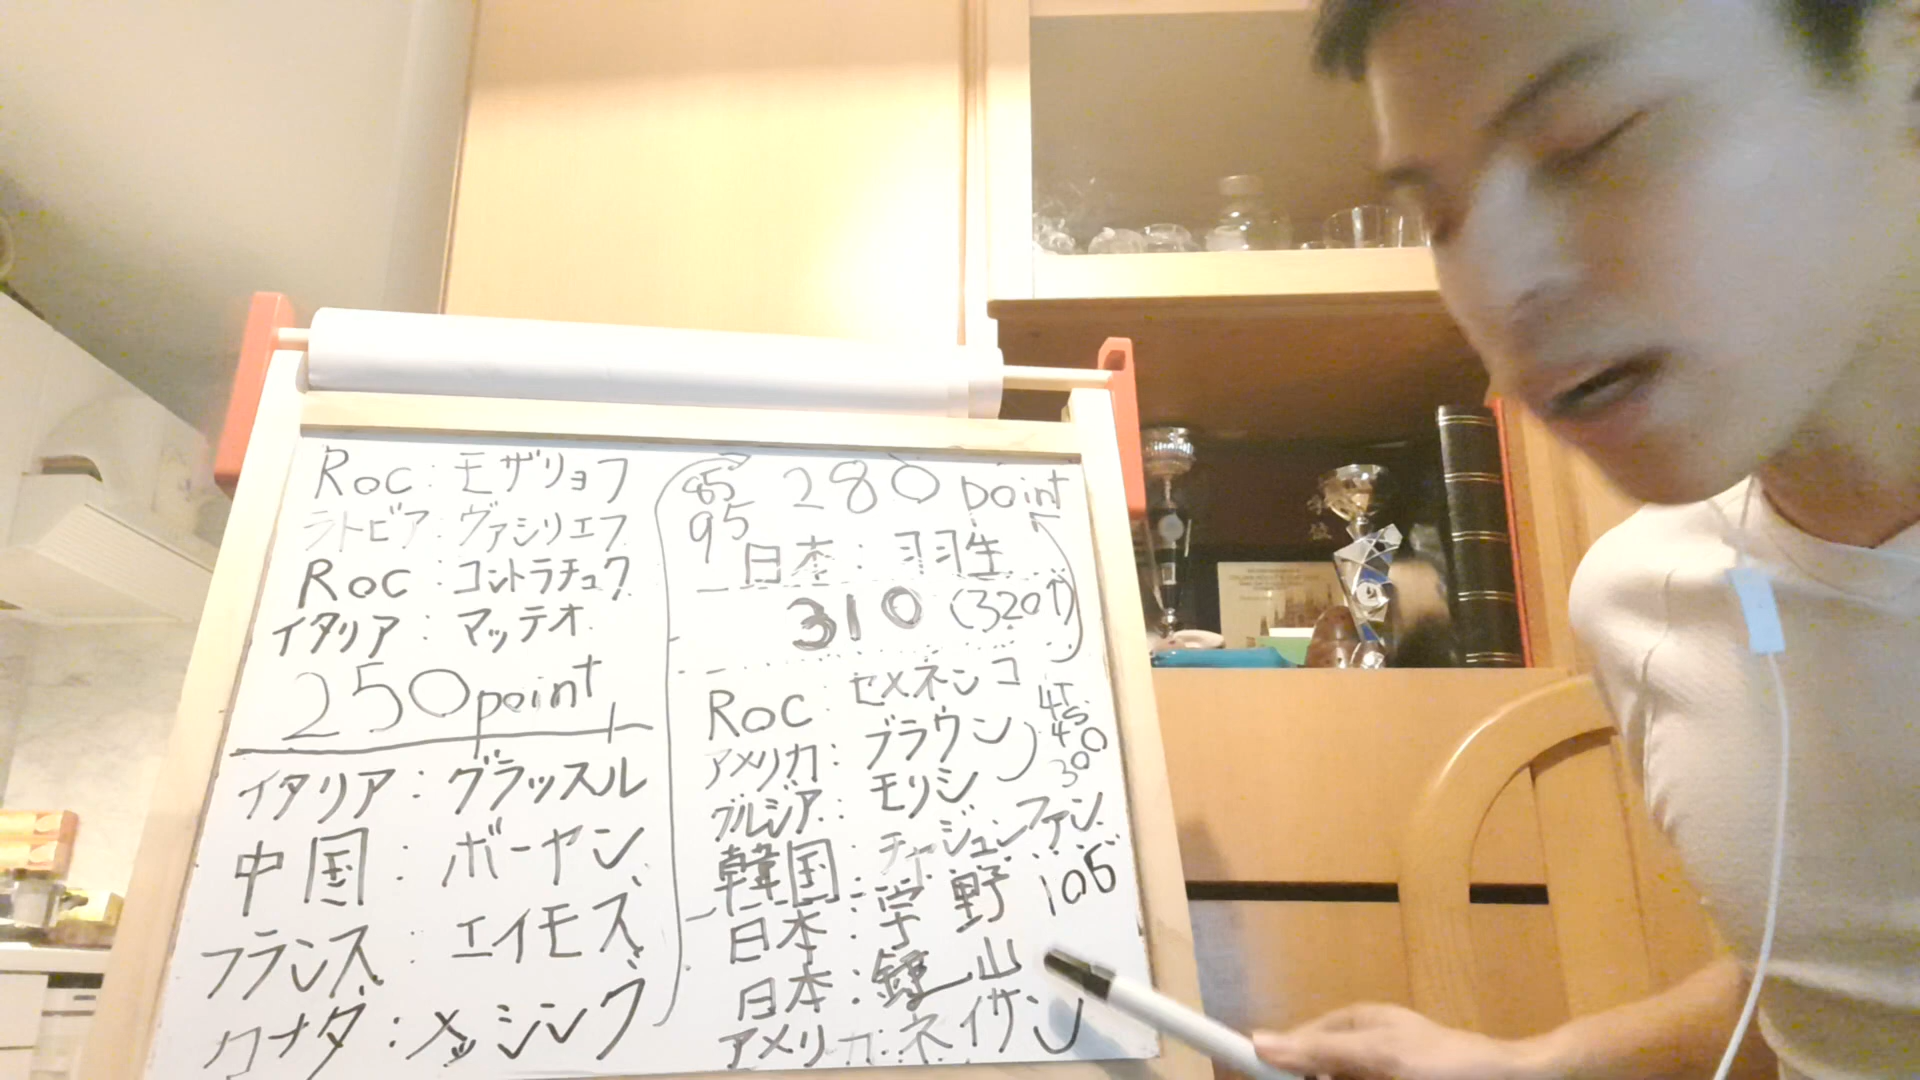 Roc:モザリョフ
ラトビア:ヴァシリエフ
Roc:コントラチュク
イタリア:マッテオ
250point
イタリア:グラッスル
中国:ボーヤン
フランス:エイモズ
カナダ:メッシング
85 280 point
95
日本:羽生
310 (320↑)
Roc:セメネンコ
アメリカ:ブラウン
45
40
300
グルジア:モリシ
韓国:チャジュンファン
日本:宇野 105
日本:鍵山
アメリカ:ネイサン